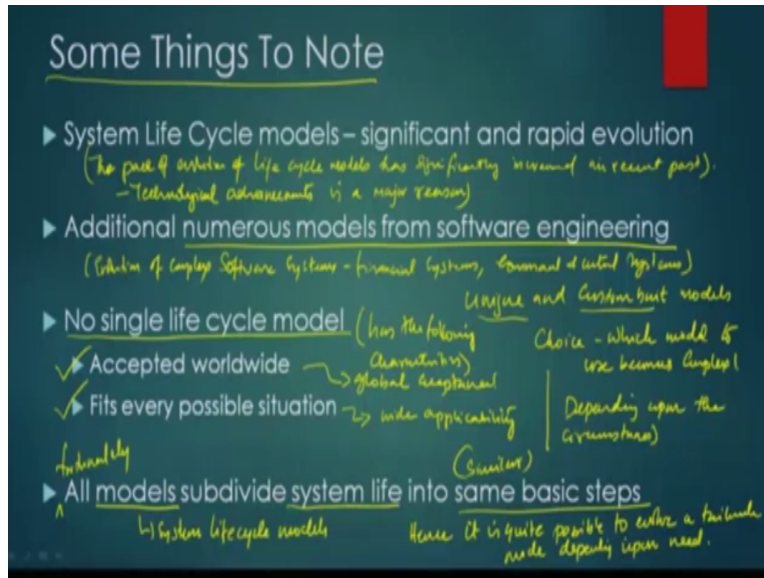 Some Things To Note
▶ System Life Cycle models – significant and rapid evolution
(The pace of evolution of life cycle models has significantly increased in recent past).
- Technological advancements is a major reason)
▶ Additional numerous models from software engineering
(Evolution of complex Software Systems - financial systems, Command & control systems)
Unique and Custom built models
▶ No single life cycle model (has the following characteristics)
Choice - which model to use becomes complex!
▶ Accepted worldwide → global acceptance
▶ Fits every possible situation → wide applicability
Depending upon the circumstances)
fortunately
(similar)
▶ All models subdivide system life into same basic steps
↳ System life cycle models
Hence it is quite possible to evolve a
depending upon need.